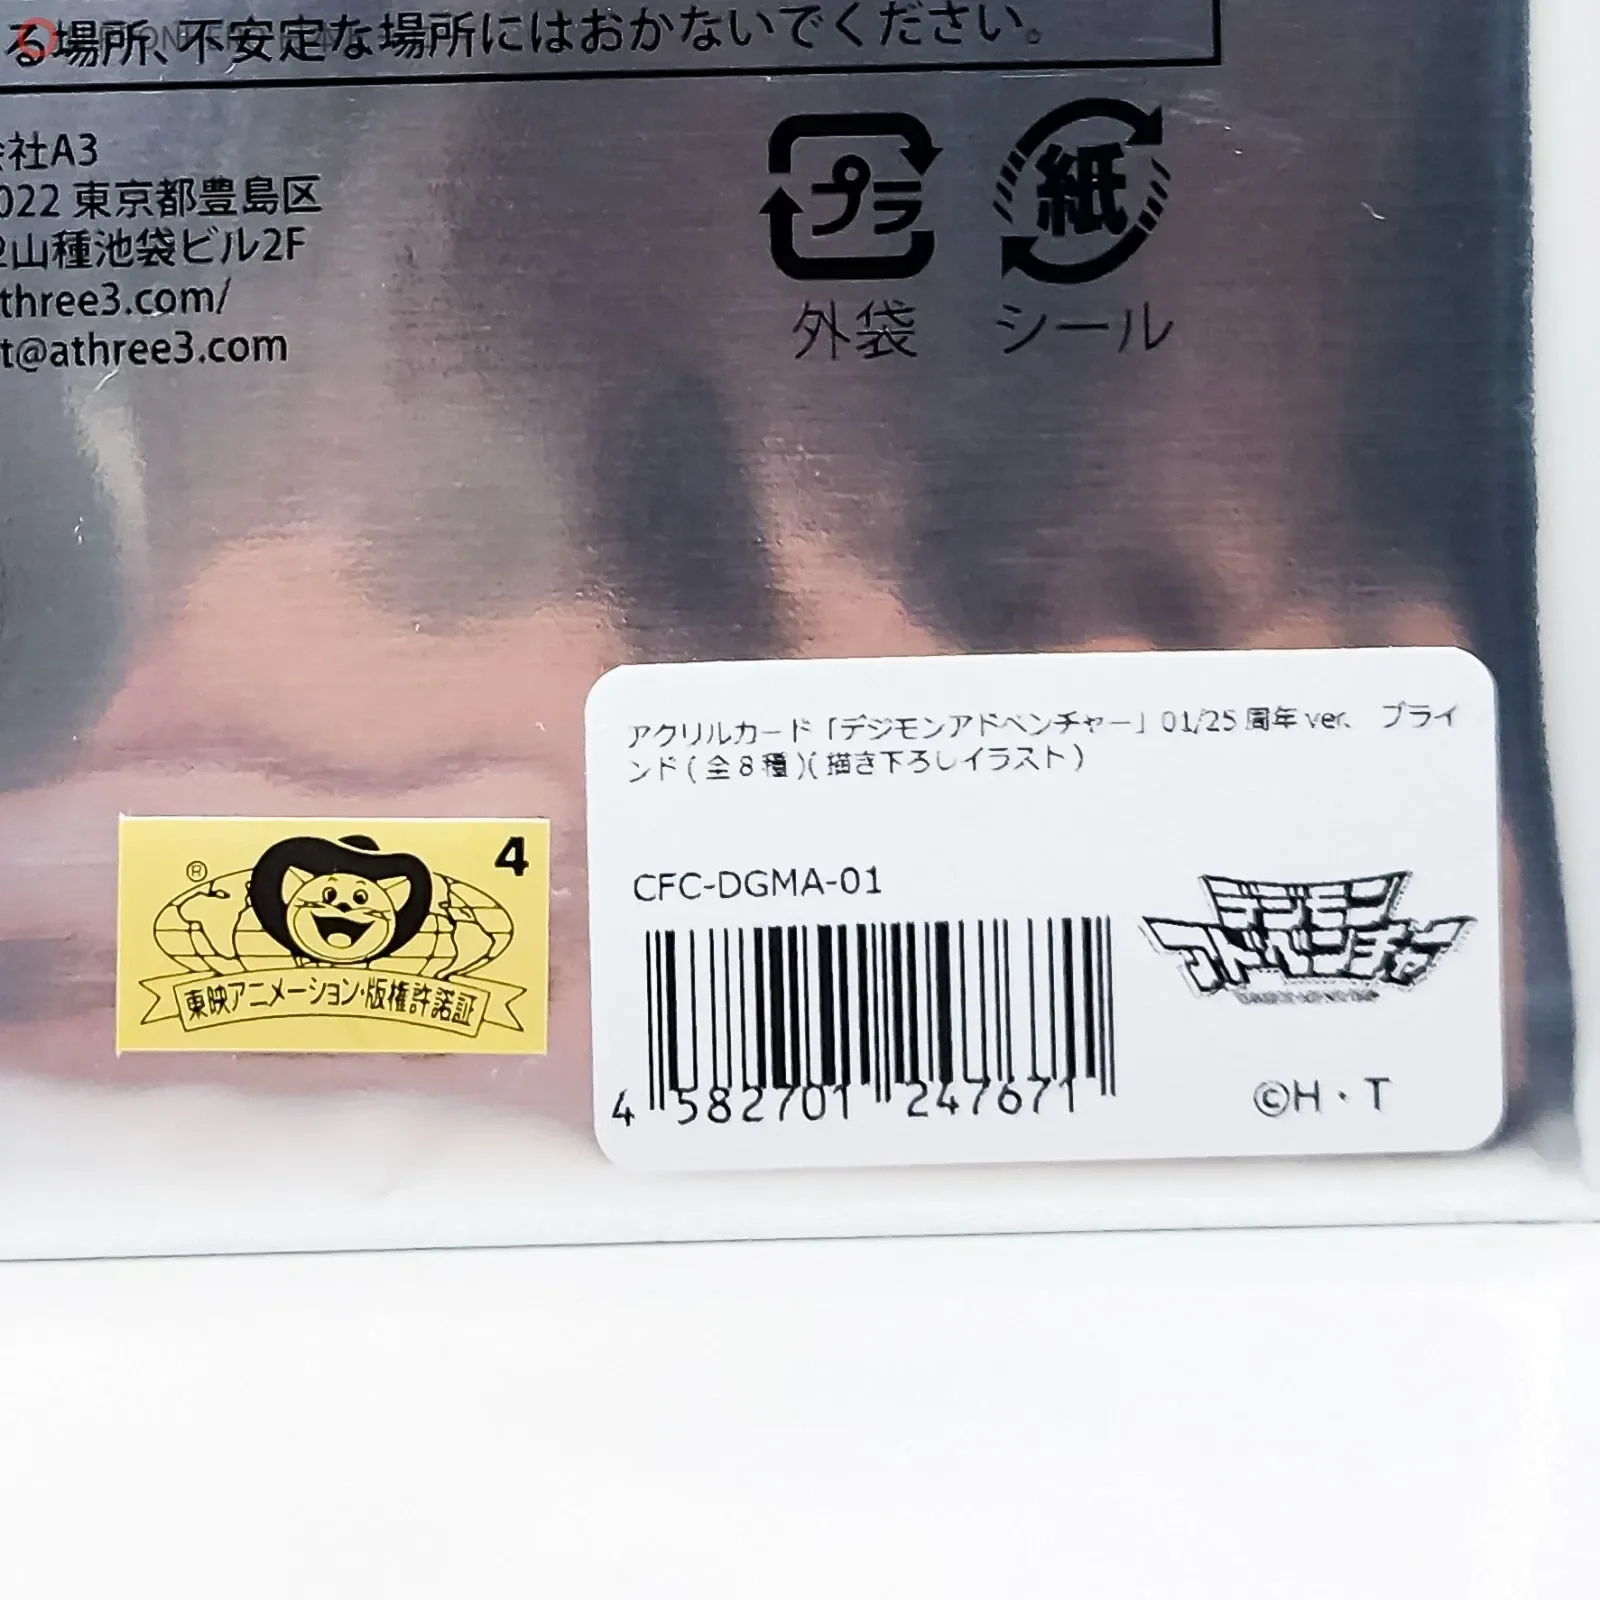 る場所、不安定な場所にはおかないでください。
会社A3
022 東京都豊島区
2山種池袋ビル2F
three3.com/
t@athree3.com
プラ
外袋
紙
シール
アクリルカード「デジモンアドベンチャー」01/25周年ver. ブライ
ンド(全8種)(描き下ろしイラスト)
CFC-DGMA-01
4 582701 247671
デジモン
アドベンチャー
©H・T
® 4
東映アニメーション・版権許諾証